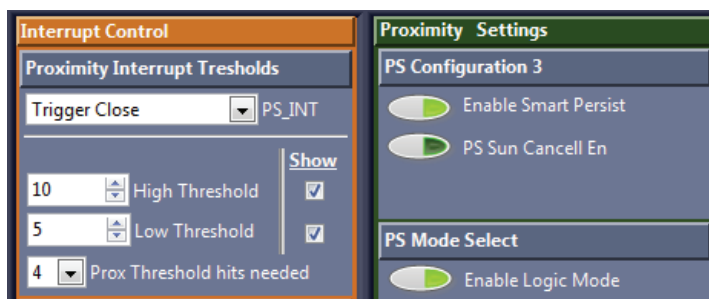 Interrupt Control
Proximity Interrupt Tresholds
Trigger Close PS_INT
Show
10 High Threshold
5 Low Threshold
4 Prox Threshold hits needed
Proximity Settings
PS Configuration 3
Enable Smart Persist
PS Sun Cancell En
PS Mode Select
Enable Logic Mode